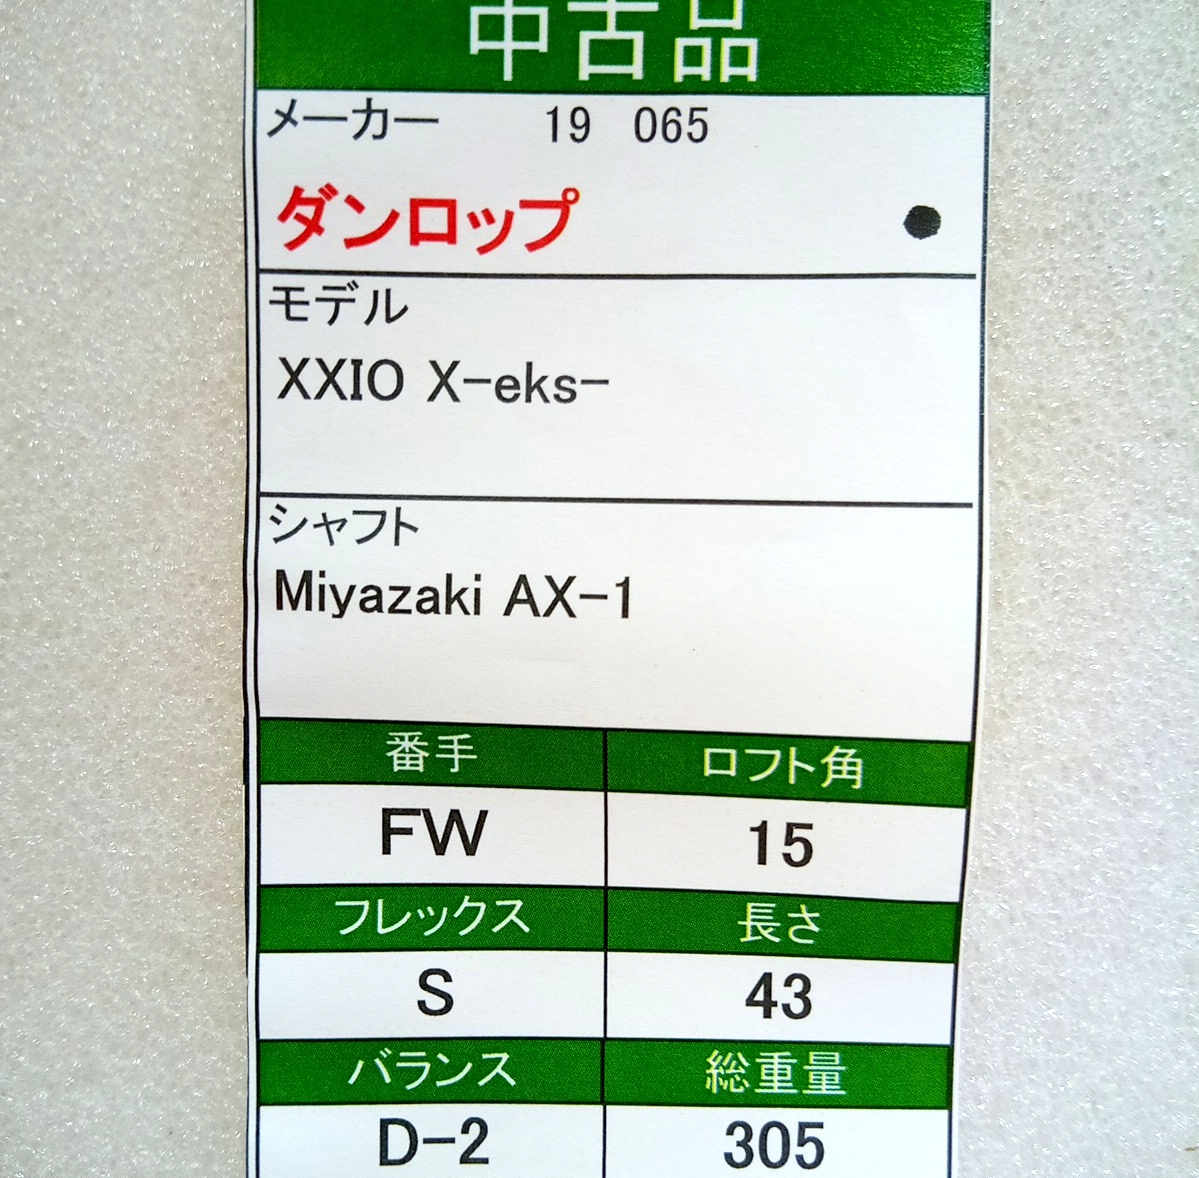 中古品
メーカー 19 065
ダンロップ
モデル
XXIO X-eks-
シャフト
Miyazaki AX-1
番手 ロフト角
FW 15
フレックス 長さ
S 43
バランス 総重量
D-2 305